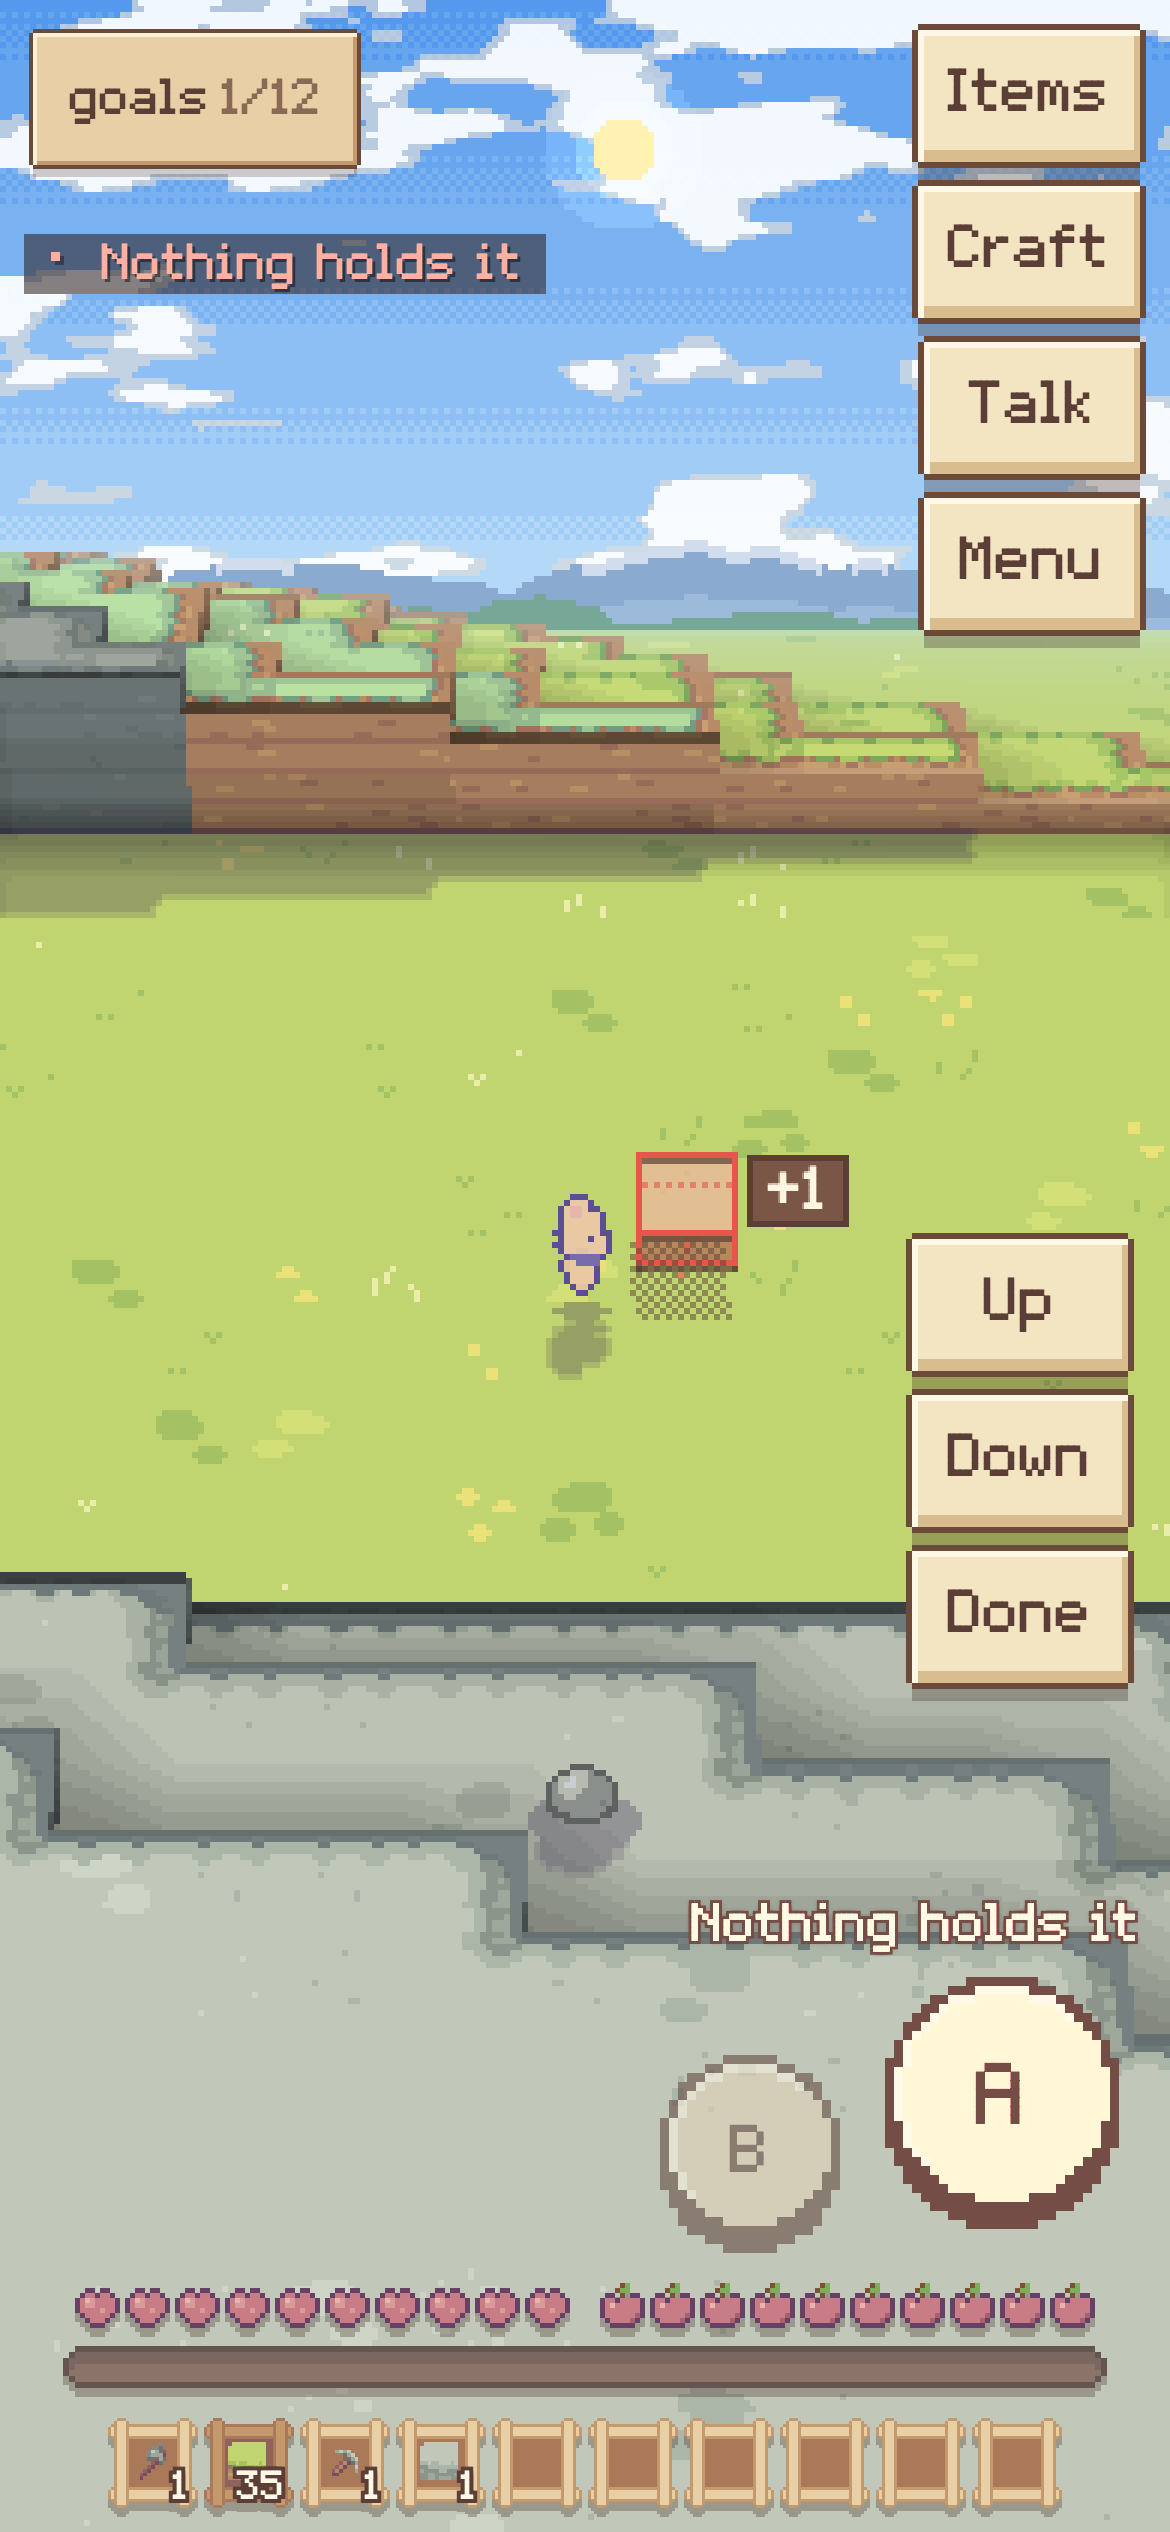 goals 1/12
Items
· Nothing holds it
Craft
Talk
Menu
+1
Up
Down
Done
Nothing holds it
A
B
1
35
1
1